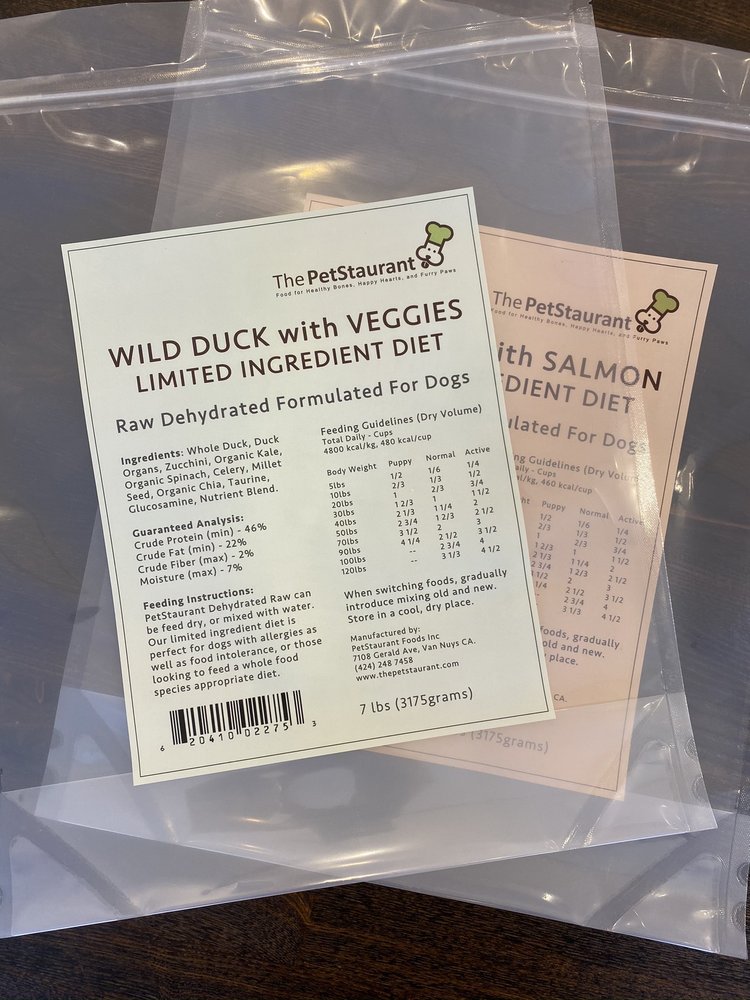 The PetStaurant
Food for Healthy Bones, Happy Hearts, and Furry Paws
WILD DUCK with VEGGIES
LIMITED INGREDIENT DIET
Raw Dehydrated Formulated For Dogs
Ingredients: Whole Duck, Duck
Organs, Zucchini, Organic Kale,
Organic Spinach, Celery, Millet
Seed, Organic Chia, Taurine,
Glucosamine, Nutrient Blend.
Guaranteed Analysis:
Crude Protein (min) - 46%
Crude Fat (min) - 22%
Crude Fiber (max) - 2%
Moisture (max) - 7%
Feeding Instructions:
PetStaurant Dehydrated Raw can
be feed dry, or mixed with water.
Our limited ingredient diet is
perfect for dogs with allergies as
well as food intolerance, or those
looking to feed a whole food
species appropriate diet.
6 20410 02275 3
Feeding Guidelines (Dry Volume)
Total Daily - Cups
4800 kcal/kg, 480 kcal/cup
Body Weight Puppy Normal Active
5lbs 1/2 1/6 1/4
10lbs 2/3 1/3 1/2
20lbs 1 2/3 3/4
30lbs 1 2/3 1 1 1/2
40lbs 2 1/3 1 1/4 2
50lbs 2 3/4 1 2/3 2 1/2
70lbs 3 1/2 2 3
90lbs 4 1/4 2 1/2 3 1/2
100lbs -- 2 3/4 4
120lbs -- 3 1/3 4 1/2
When switching foods, gradually
introduce mixing old and new.
Store in a cool, dry place.
Manufactured by:
PetStaurant Foods Inc
7108 Gerald Ave, Van Nuys CA.
(424) 248 7458
www.thepetstaurant.com
7 lbs (3175grams)
The PetStaurant
Food for Healthy Bones, Happy Hearts, and Furry Paws
ith SALMON
EDIENT DIET
ulated For Dogs
ng Guidelines (Dry Volum
aily - Cups
al/kg, 460 kcal/cup
ht Puppy Normal Active
foods, gradually
old and new.
place.
CA.
(3175grams)